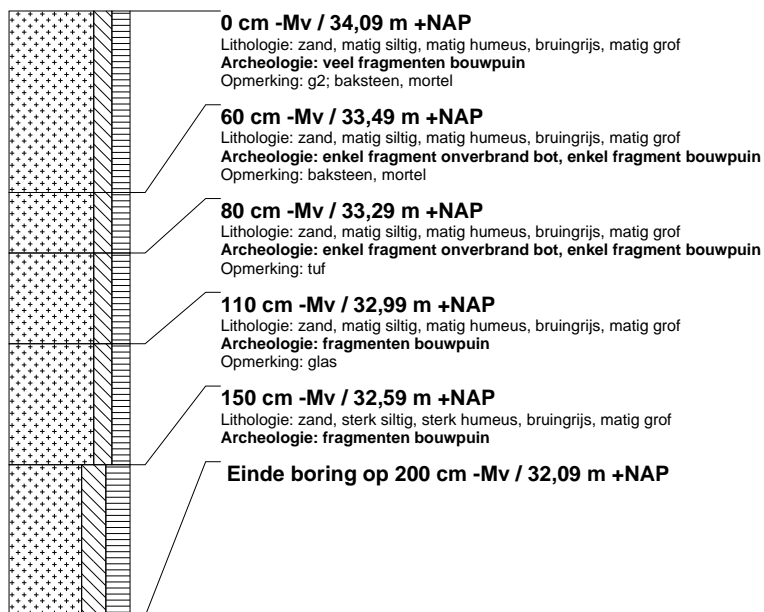 0 cm -Mv / 34,09 m +NAP
Lithologie: zand, matig siltig, matig humeus, bruingrijs, matig grof
Archeologie: veel fragmenten bouwpuin
Opmerking: g2; baksteen, mortel
60 cm -Mv / 33,49 m +NAP
Lithologie: zand, matig siltig, matig humeus, bruingrijs, matig grof
Archeologie: enkel fragment onverbrand bot, enkel fragment bouwpuin
Opmerking: baksteen, mortel
80 cm -Mv / 33,29 m +NAP
Lithologie: zand, matig siltig, matig humeus, bruingrijs, matig grof
Archeologie: enkel fragment onverbrand bot, enkel fragment bouwpuin
Opmerking: tuf
110 cm -Mv / 32,99 m +NAP
Lithologie: zand, matig siltig, matig humeus, bruingrijs, matig grof
Archeologie: fragmenten bouwpuin
Opmerking: glas
150 cm -Mv / 32,59 m +NAP
Lithologie: zand, sterk siltig, sterk humeus, bruingrijs, matig grof
Archeologie: fragmenten bouwpuin
Einde boring op 200 cm -Mv / 32,09 m +NAP